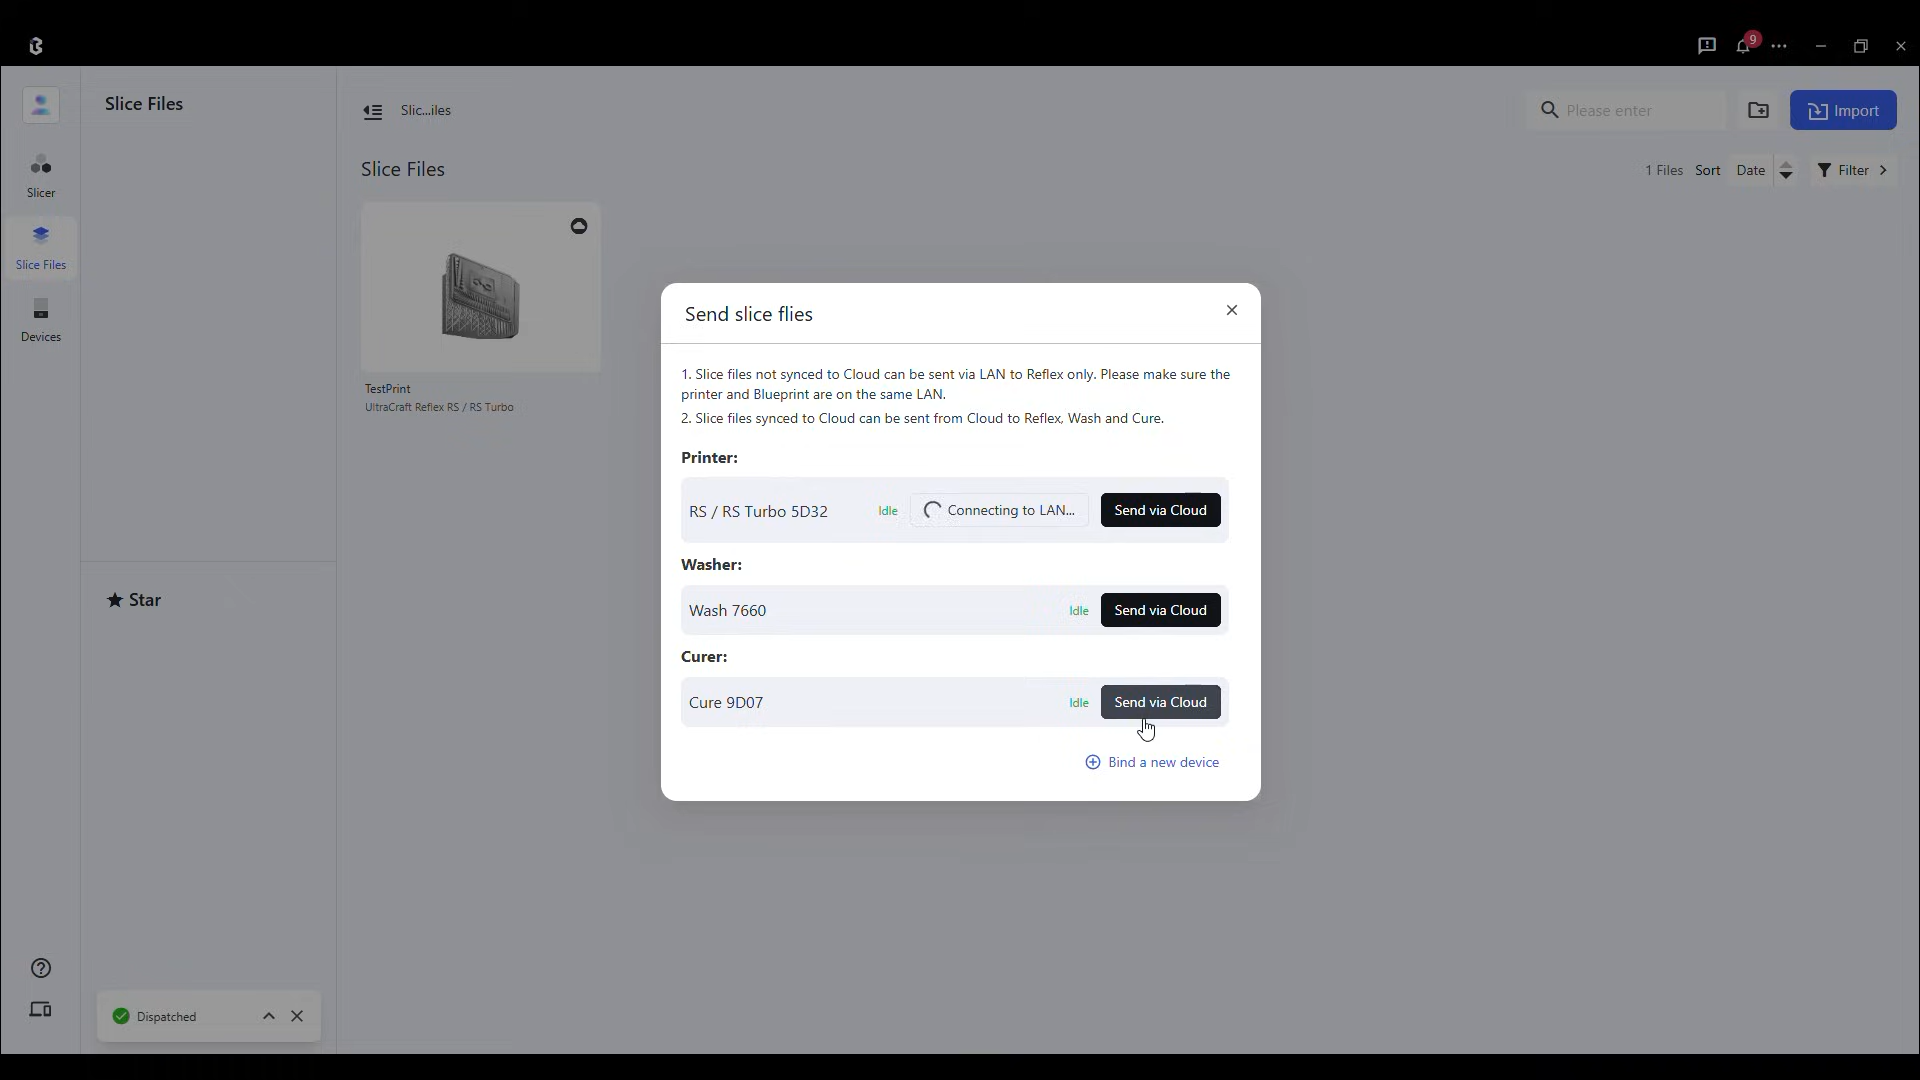 9
Slice Files
Slic...iles
Please enter
Import
Slice Files
1 Files Sort Date Filter
Slicer
Slice Files
Devices
TestPrint
UltraCraft Reflex RS / RS Turbo
Send slice flies
1. Slice files not synced to Cloud can be sent via LAN to Reflex only. Please make sure the
printer and Blueprint are on the same LAN.
2. Slice files synced to Cloud can be sent from Cloud to Reflex, Wash and Cure.
Printer:
RS / RS Turbo 5D32 Idle Connecting to LAN... Send via Cloud
Washer:
Wash 7660 Idle Send via Cloud
Curer:
Cure 9D07 Idle Send via Cloud
Bind a new device
Star
Dispatched